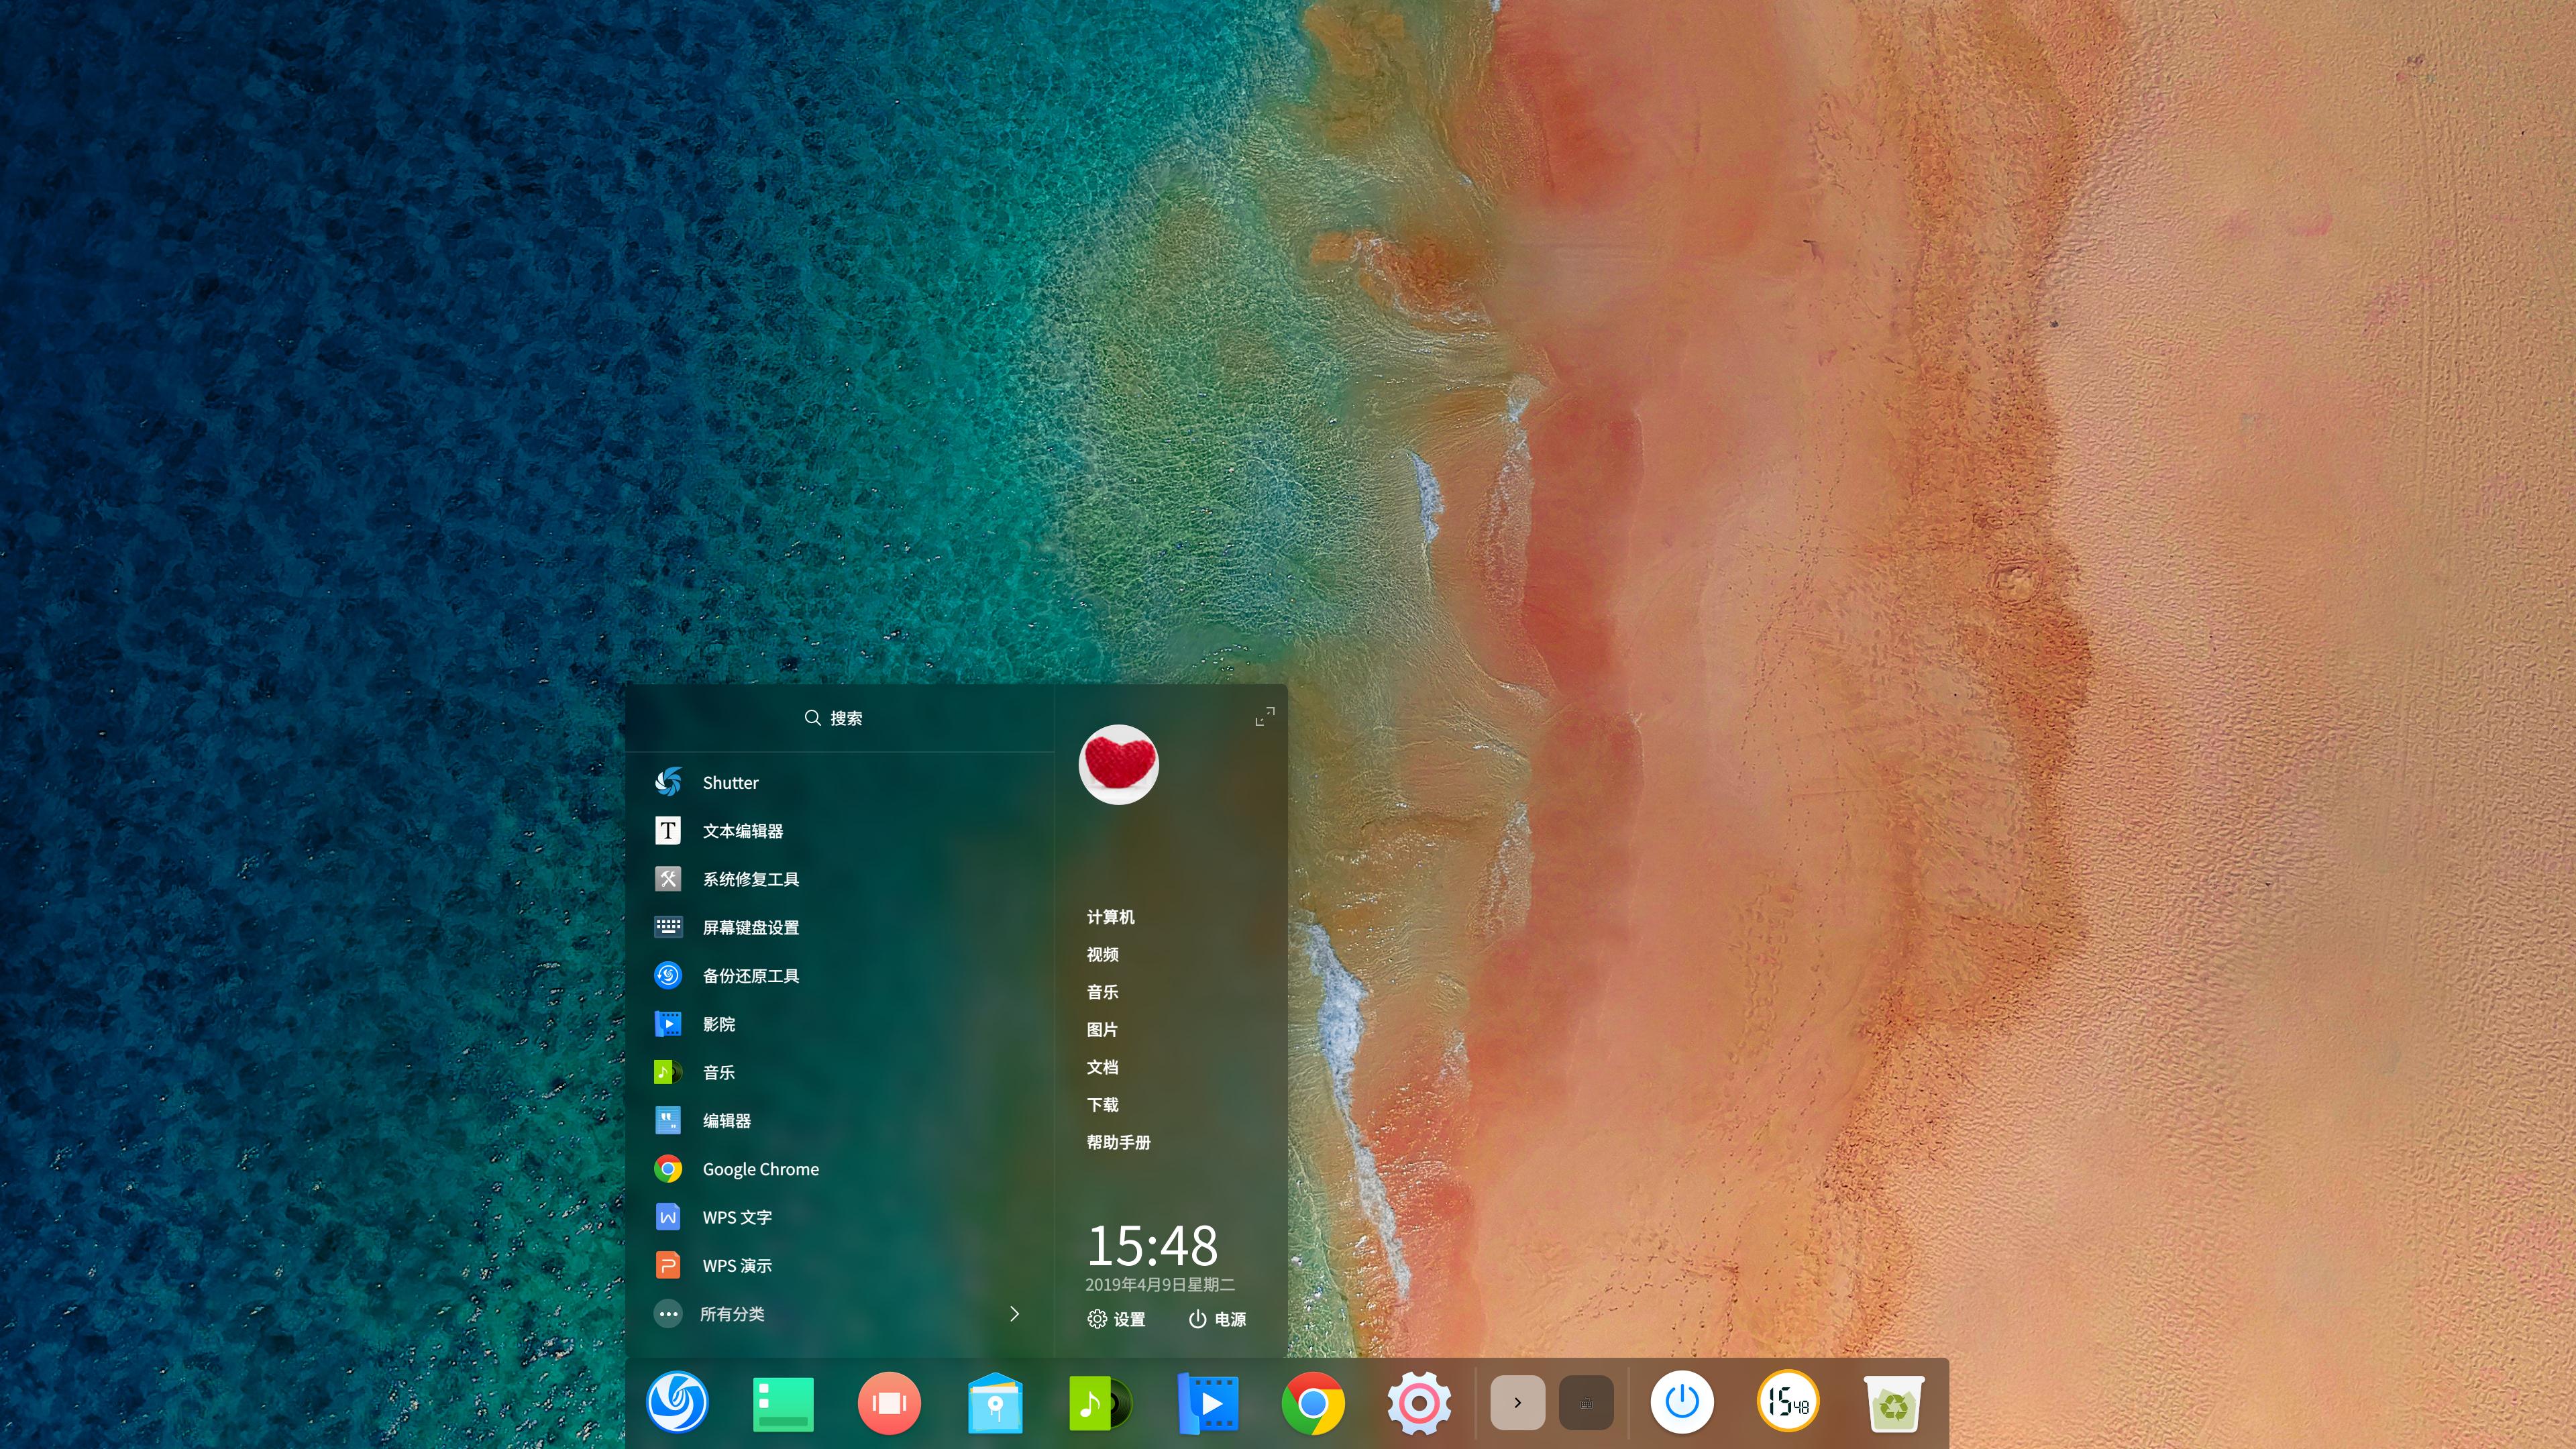 搜索
Shutter
文本编辑器
系统修复工具
屏幕键盘设置
备份还原工具
影院
音乐
编辑器
Google Chrome
WPS 文字
WPS 演示
所有分类
计算机
视频
音乐
图片
文档
下载
帮助手册
15:48
2019年4月9日星期二
设置
电源
15 48